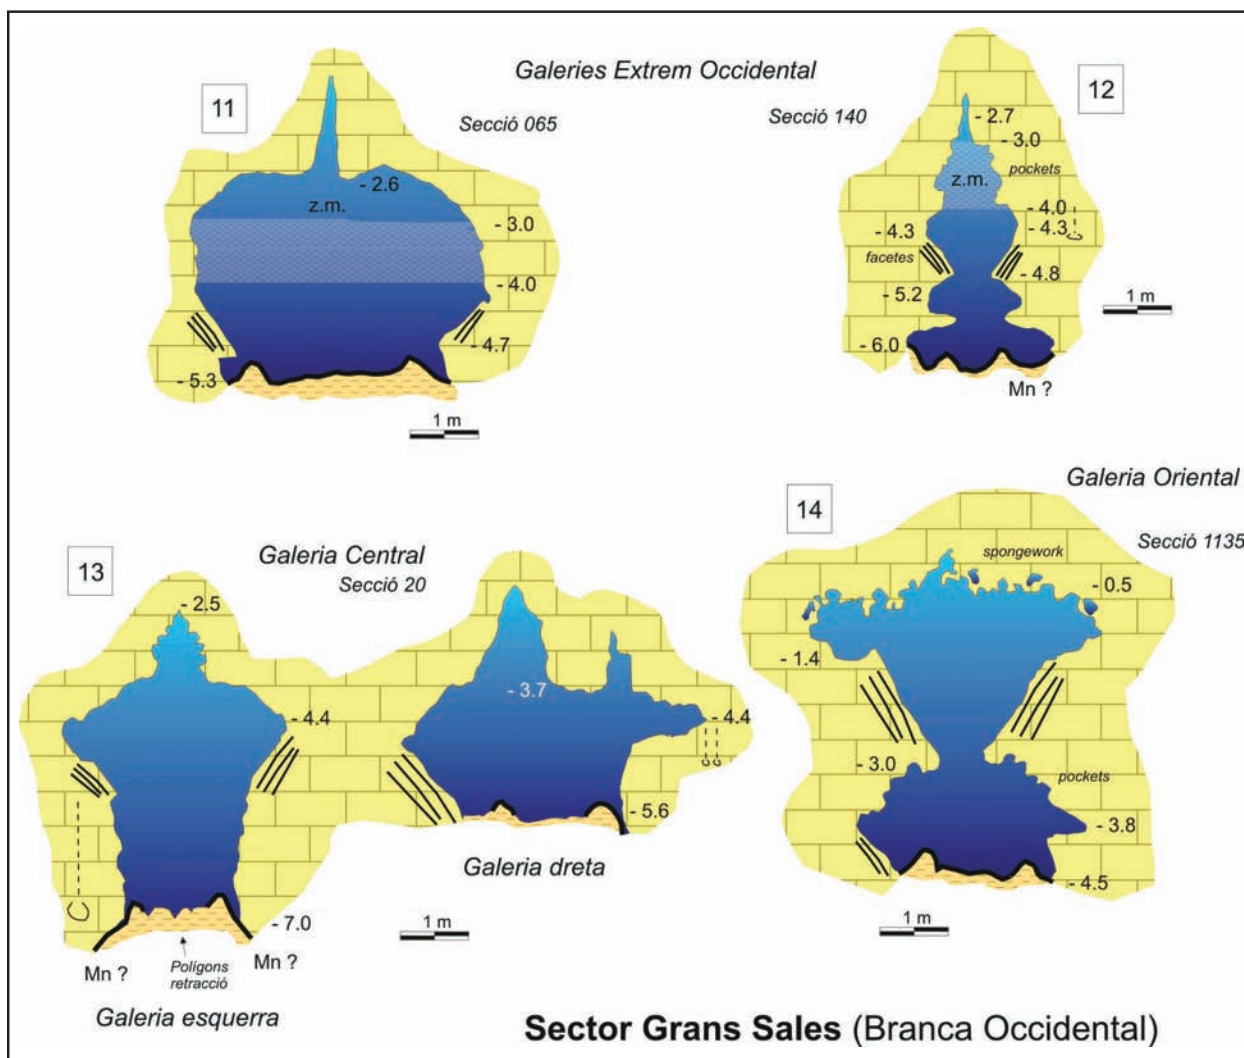 Galeries Extrem Occidental
11
Secció 065
- 2.6
z.m.
- 3.0
- 4.0
- 4.7
- 5.3
1 m
12
Secció 140
- 2.7
- 3.0
pockets
z.m.
- 4.0
- 4.3
- 4.3
facetes
- 4.8
- 5.2
- 6.0
Mn ?
1 m
13
Galeria Central
Secció 20
- 2.5
- 4.4
- 7.0
Mn ?
Mn ?
Polígons
retracció
Galeria esquerra
- 3.7
- 4.4
- 5.6
Galeria dreta
1 m
Galeria Oriental
14
Secció 1135
spongework
- 0.5
- 1.4
- 3.0
pockets
- 3.8
- 4.5
1 m
Sector Grans Sales (Branca Occidental)